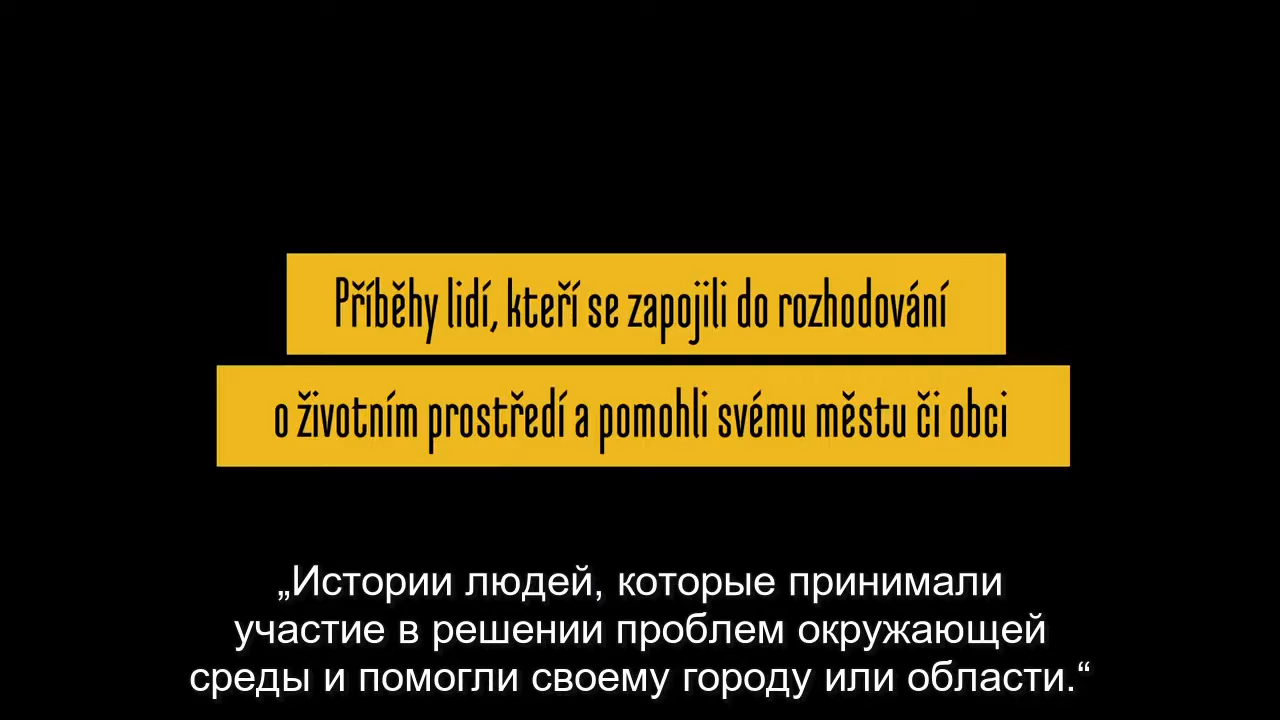 Příběhy lidí, kteří se zapojili do rozhodování
o životním prostředí a pomohli svému městu či obci
„Истории людей, которые принимали
участие в решении проблем окружающей
среды и помогли своему городу или области.“